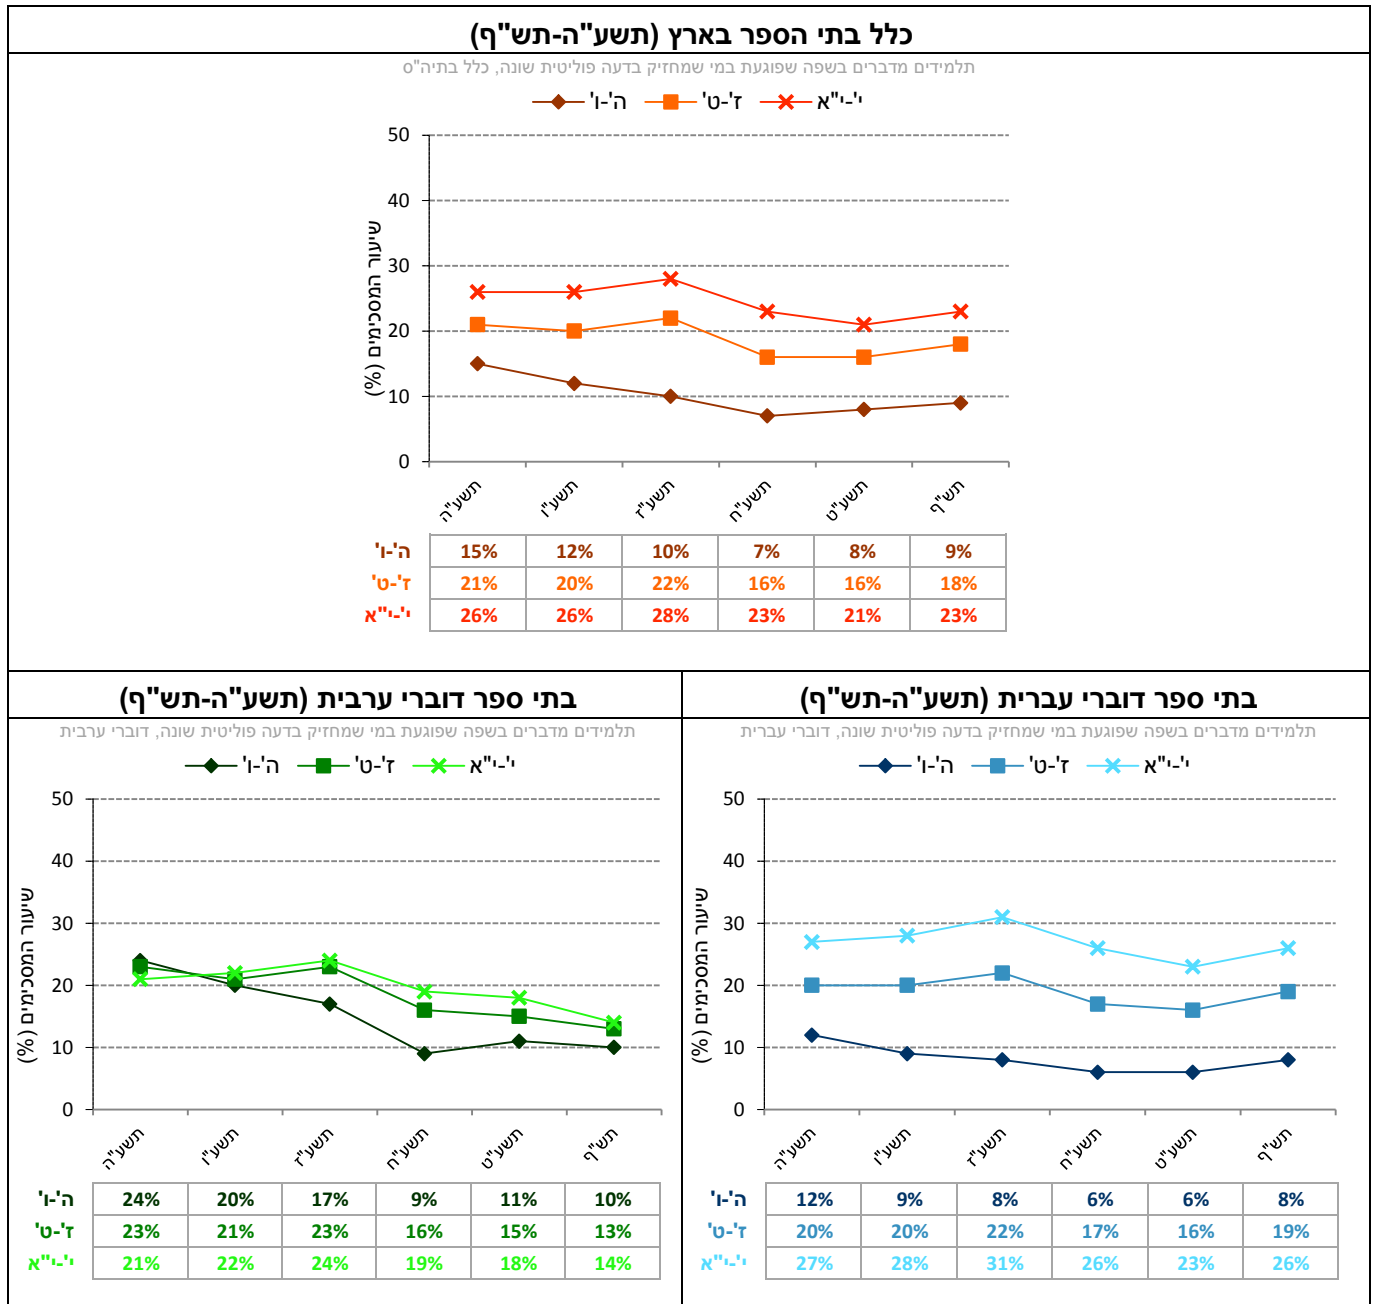 כלל בתי הספר בארץ (תשע"ה-תש"ף)
תלמידים מדברים בשפה שפוגעת במי שמחזיק בדעה פוליטית שונה, כלל בתיה"ס
ה'-ו' ז'-ט' י'-י"א
שיעור המסכימים (%)
50
40
30
20
10
0
תשע"ה תשע"ו תשע"ז תשע"ח תשע"ט תש"ף
ה'-ו' 15% 12% 10% 7% 8% 9%
ז'-ט' 21% 20% 22% 16% 16% 18%
י'-י"א 26% 26% 28% 23% 21% 23%
בתי ספר דוברי עברית (תשע"ה-תש"ף)
תלמידים מדברים בשפה שפוגעת במי שמחזיק בדעה פוליטית שונה, דוברי עברית
ה'-ו' ז'-ט' י'-י"א
שיעור המסכימים (%)
50
40
30
20
10
0
תשע"ה תשע"ו תשע"ז תשע"ח תשע"ט תש"ף
ה'-ו' 12% 9% 8% 6% 6% 8%
ז'-ט' 20% 20% 22% 17% 16% 19%
י'-י"א 27% 28% 31% 26% 23% 26%
בתי ספר דוברי ערבית (תשע"ה-תש"ף)
תלמידים מדברים בשפה שפוגעת במי שמחזיק בדעה פוליטית שונה, דוברי ערבית
ה'-ו' ז'-ט' י'-י"א
שיעור המסכימים (%)
50
40
30
20
10
0
תשע"ה תשע"ו תשע"ז תשע"ח תשע"ט תש"ף
ה'-ו' 24% 20% 17% 9% 11% 10%
ז'-ט' 23% 21% 23% 16% 15% 13%
י'-י"א 21% 22% 24% 19% 18% 14%